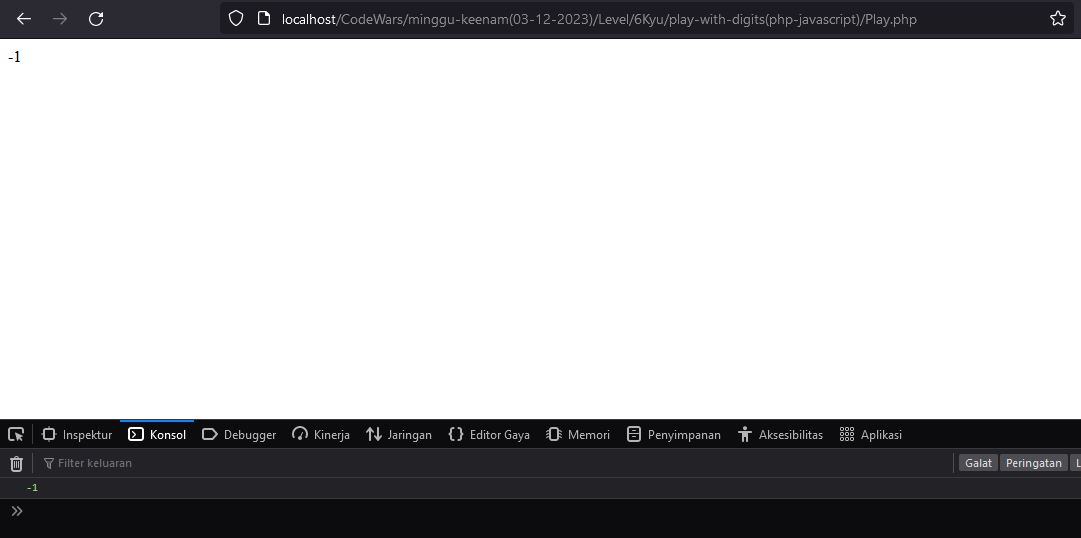 localhost/CodeWars/minggu-keenam(03-12-2023)/Level/6Kyu/play-with-digits(php-javascript)/Play.php
-1
Inspektur Konsol Debugger Kinerja Jaringan Editor Gaya Memori Penyimpanan Aksesibilitas Aplikasi
Filter keluaran Galat Peringatan L
-1